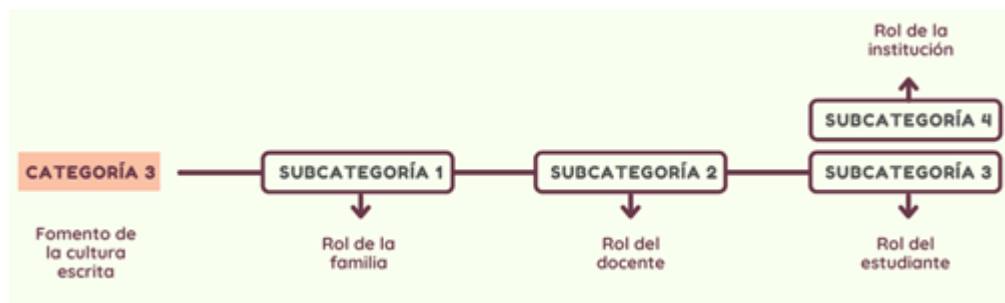 Rol de la
institución
SUBCATEGORÍA 4
CATEGORÍA 3
SUBCATEGORÍA 1
SUBCATEGORÍA 2
SUBCATEGORÍA 3
Fomento de
la cultura
escrita
Rol de la
familia
Rol del
docente
Rol del
estudiante